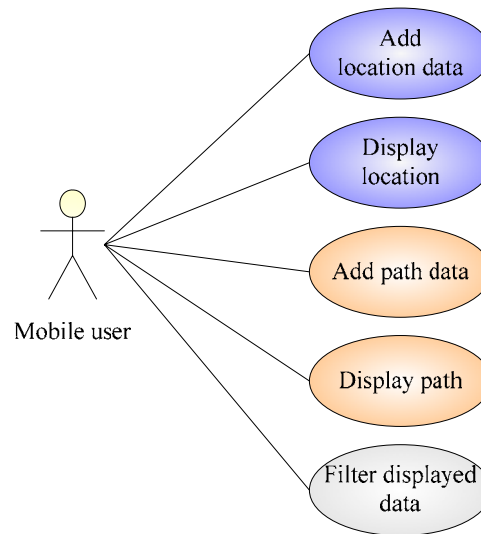 Add
location data
Display
location
Add path data
Mobile user
Display path
Filter displayed
data